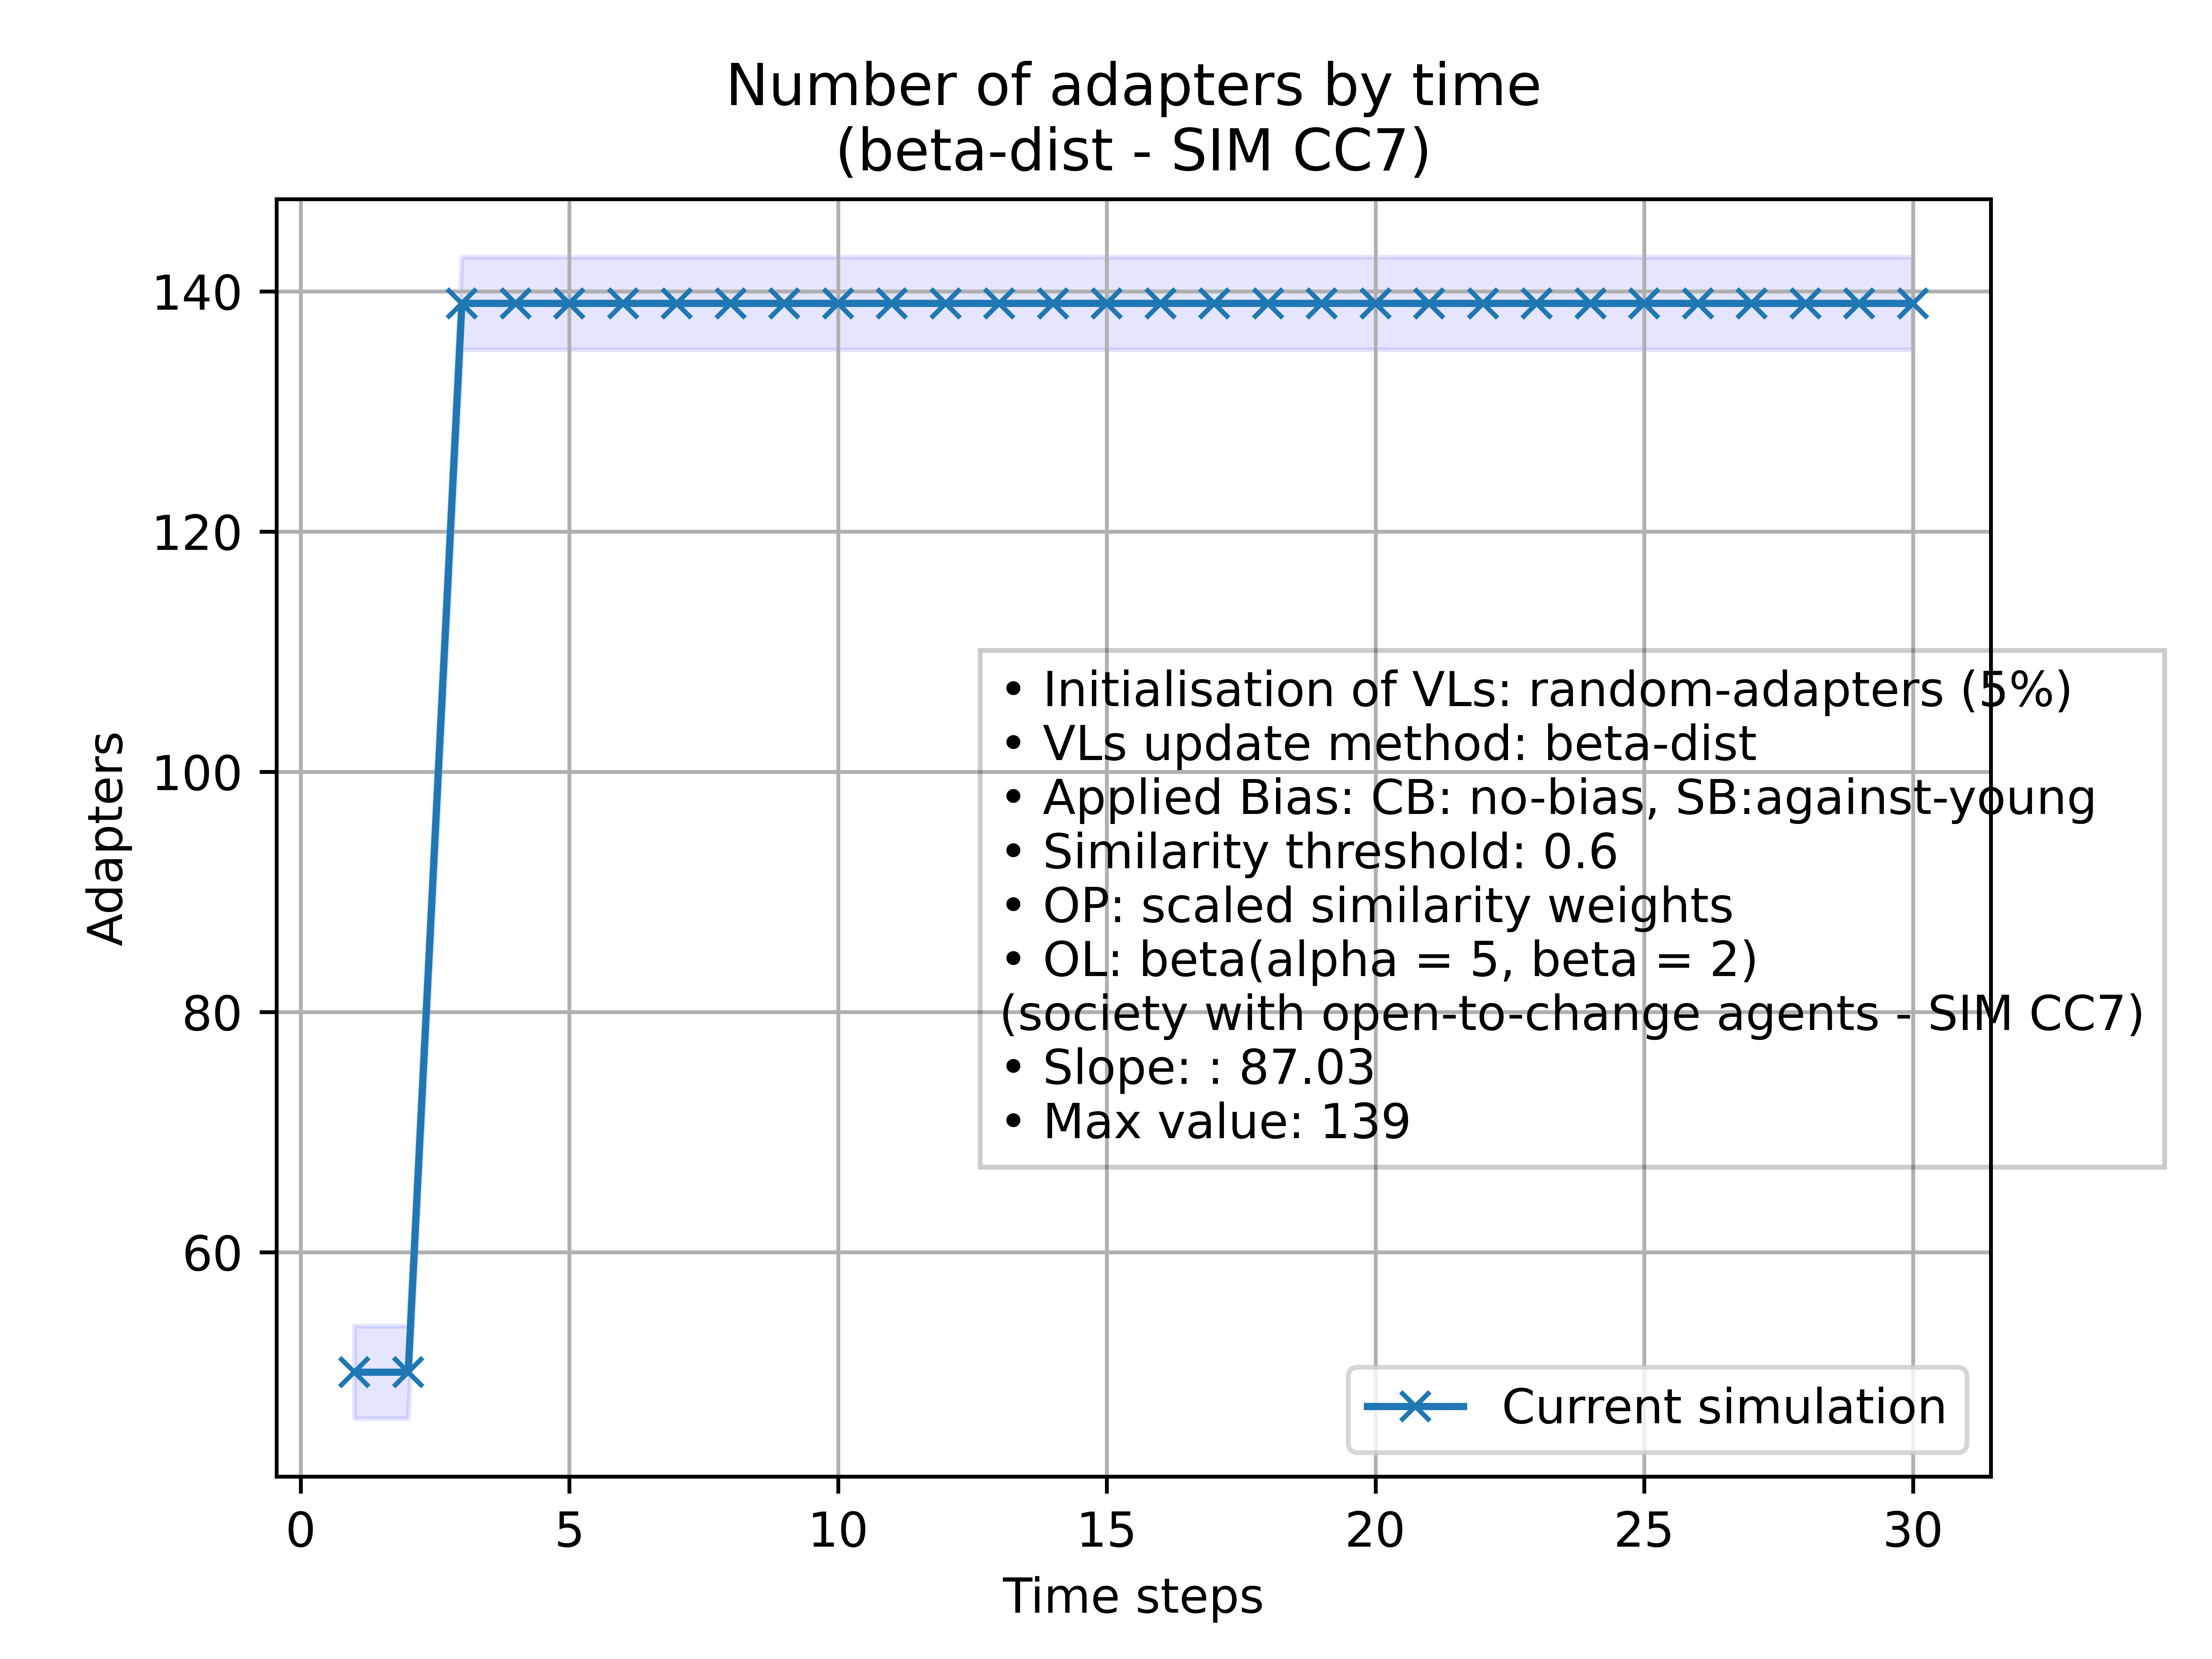 Number of adapters by time
(beta-dist - SIM CC7)
140
120
100
80
60
Adapters
• Initialisation of VLs: random-adapters (5%)
• VLs update method: beta-dist
• Applied Bias: CB: no-bias, SB:against-young
• Similarity threshold: 0.6
• OP: scaled similarity weights
• OL: beta(alpha = 5, beta = 2)
(society with open-to-change agents - SIM CC7)
• Slope: : 87.03
• Max value: 139
Current simulation
0 5 10 15 20 25 30
Time steps